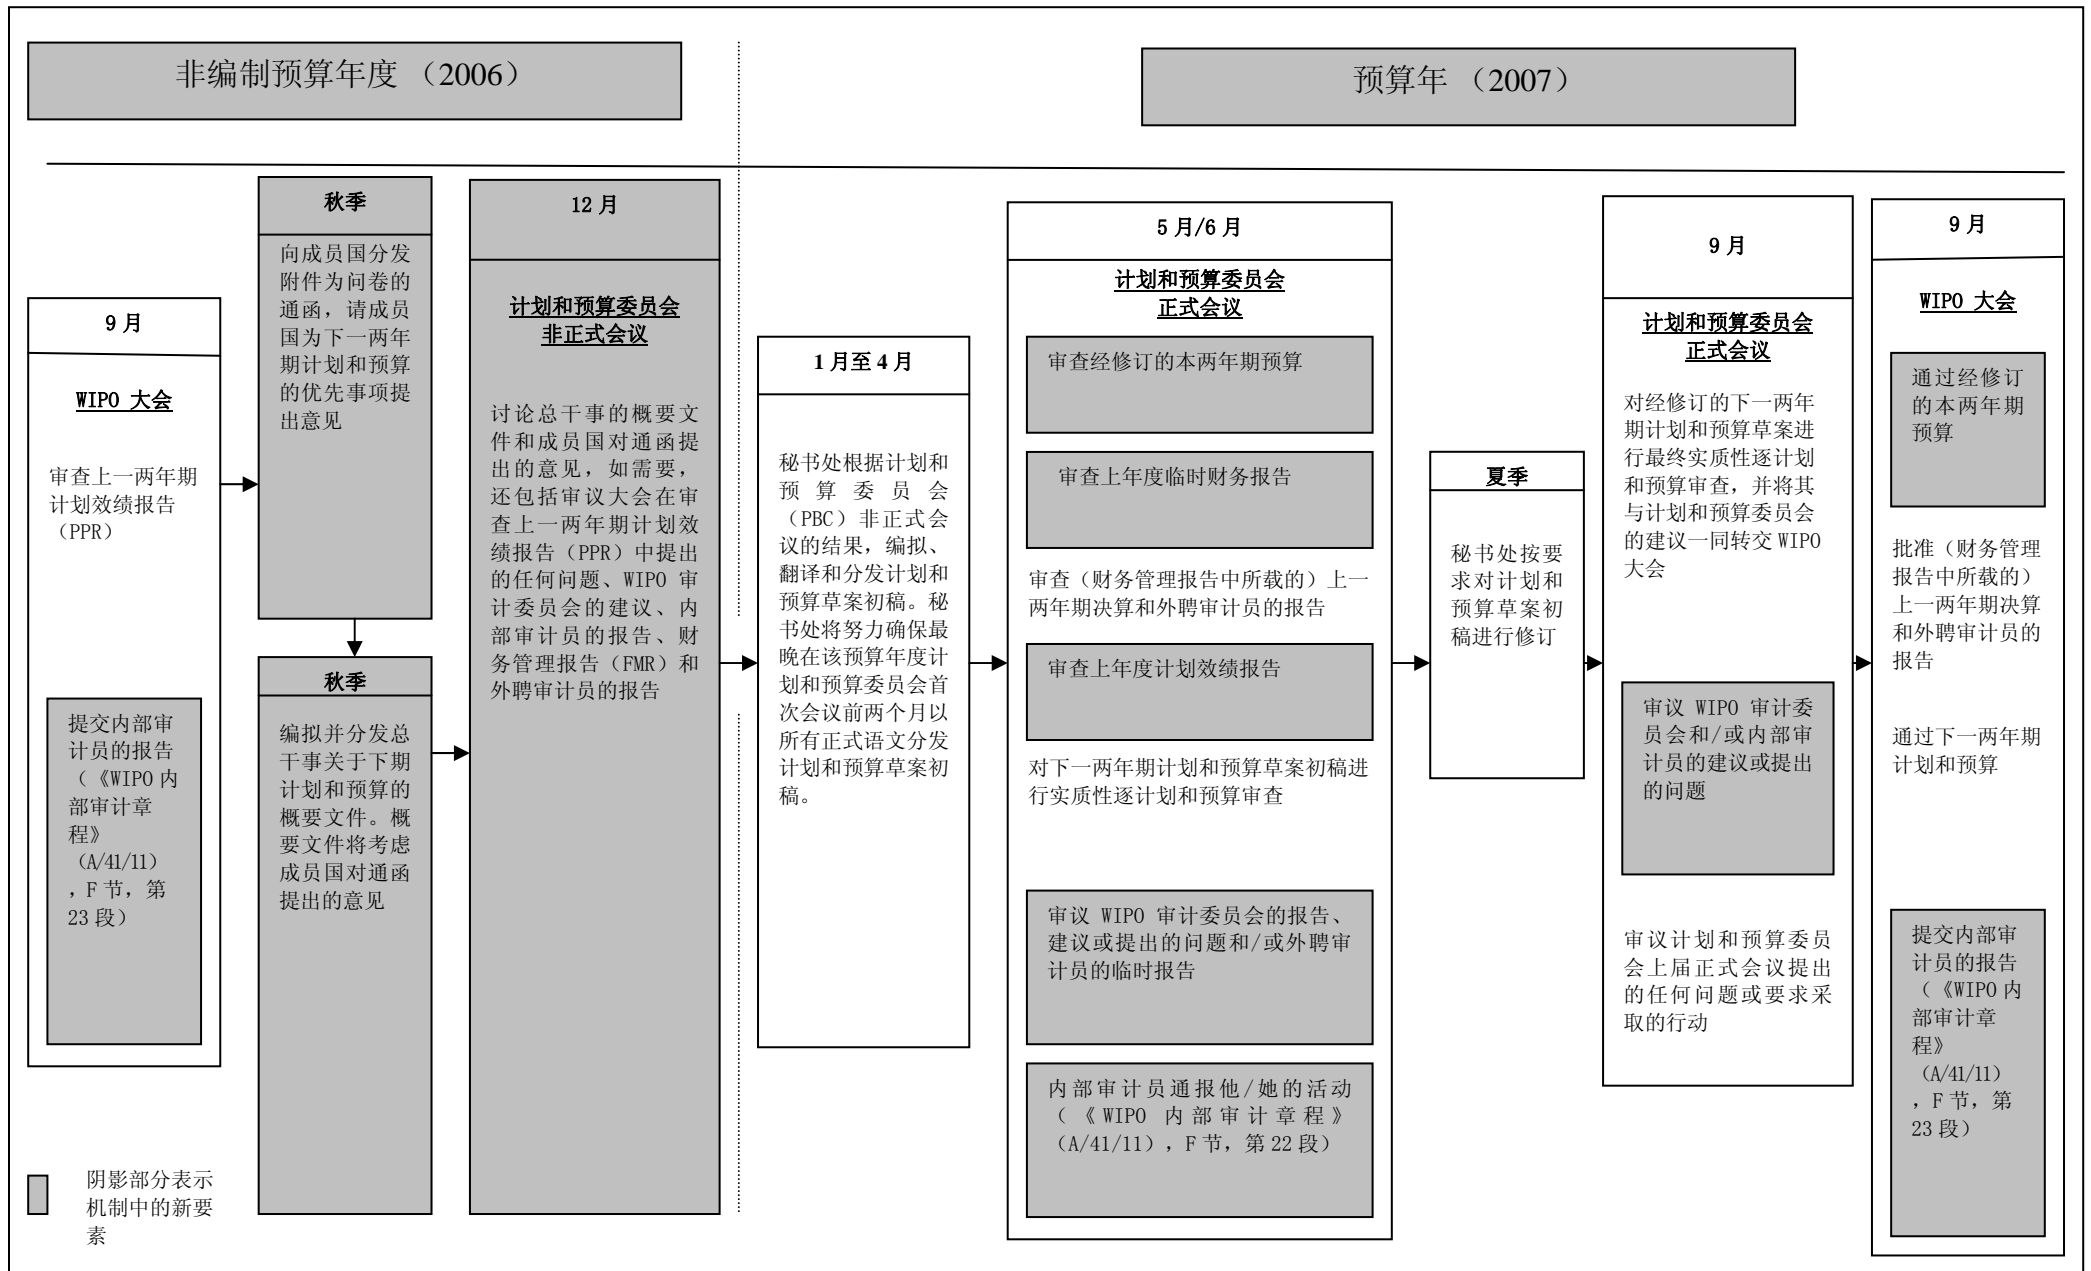 非编制预算年度 （2006）
预算年 （2007）
9 月
WIPO 大会
审查上一两年期
计划效绩报告
（PPR）
提交内部审
计员的报告
（《WIPO 内
部审计章
程》
（A/41/11）
，F 节，第
23 段）
秋季
向成员国分发
附件为问卷的
通函，请成员
国为下一两年
期计划和预算
的优先事项提
出意见
秋季
编拟并分发总
干事关于下期
计划和预算的
概要文件。概
要文件将考虑
成员国对通函
提出的意见
12 月
计划和预算委员会
非正式会议
讨论总干事的概要文
件和成员国对通函提
出的意见，如需要，
还包括审议大会在审
查上一两年期计划效
绩报告（PPR）中提出
的任何问题、WIPO 审
计委员会的建议、内
部审计员的报告、财
务管理报告（FMR）和
外聘审计员的报告
1 月至 4 月
秘书处根据计划和
预算委员会
（PBC）非正式会
议的结果，编拟、
翻译和分发计划和
预算草案初稿。秘
书处将努力确保最
晚在该预算年度计
划和预算委员会首
次会议前两个月以
所有正式语文分发
计划和预算草案初
稿。
5 月/6 月
计划和预算委员会
正式会议
审查经修订的本两年期预算
审查上年度临时财务报告
审查（财务管理报告中所载的）上一
两年期决算和外聘审计员的报告
审查上年度计划效绩报告
对下一两年期计划和预算草案初稿进
行实质性逐计划和预算审查
审议 WIPO 审计委员会的报告、
建议或提出的问题和/或外聘审
计员的临时报告
内部审计员通报他/她的活动
（《WIPO 内部审计章程》
（A/41/11），F 节，第 22 段）
夏季
秘书处按要
求对计划和
预算草案初
稿进行修订
9 月
计划和预算委员会
正式会议
对经修订的下一两年
期计划和预算草案进
行最终实质性逐计划
和预算审查，并将其
与计划和预算委员会
的建议一同转交 WIPO
大会
审议 WIPO 审计委
员会和/或内部审
计员的建议或提出
的问题
审议计划和预算委员
会上届正式会议提出
的任何问题或要求采
取的行动
9 月
WIPO 大会
通过经修订
的本两年期
预算
批准（财务管理
报告中所载的）
上一两年期决算
和外聘审计员的
报告
通过下一两年期
计划和预算
提交内部审
计员的报告
（《WIPO 内
部审计章
程》
（A/41/11）
，F 节，第
23 段）
阴影部分表示
机制中的新要
素